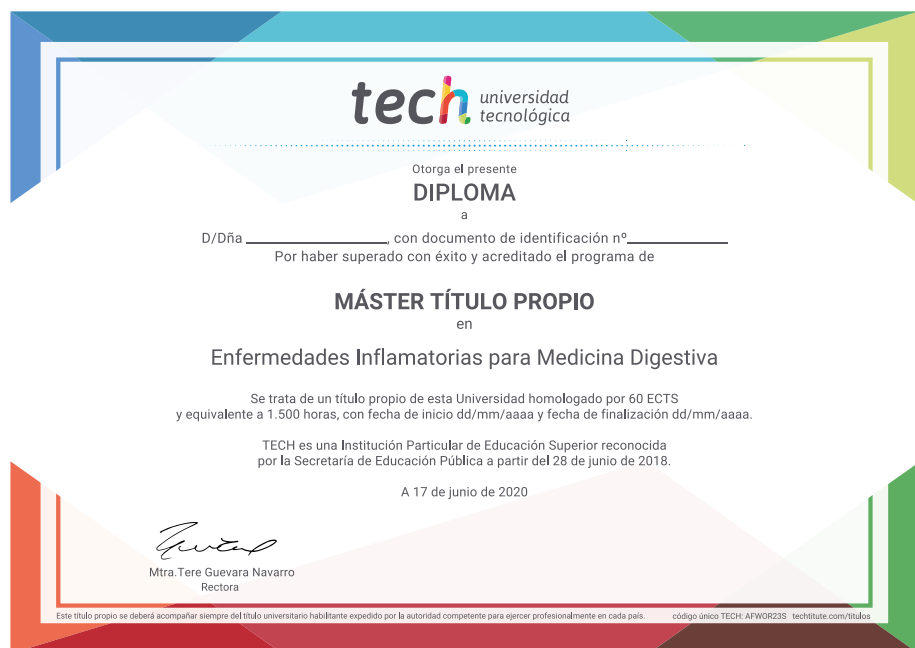 tech universidad
tecnológica
Otorga el presente
DIPLOMA
a
D/Dña ____________________, con documento de identificación nº______________
Por haber superado con éxito y acreditado el programa de
MÁSTER TÍTULO PROPIO
en
Enfermedades Inflamatorias para Medicina Digestiva
Se trata de un título propio de esta Universidad homologado por 60 ECTS
y equivalente a 1.500 horas, con fecha de inicio dd/mm/aaaa y fecha de finalización dd/mm/aaaa.
TECH es una Institución Particular de Educación Superior reconocida
por la Secretaría de Educación Pública a partir del 28 de junio de 2018.
A 17 de junio de 2020
Mtra.Tere Guevara Navarro
Rectora
Este título propio se deberá acompañar siempre del título universitario habilitante expedido por la autoridad competente para ejercer profesionalmente en cada país. código único TECH: AFWOR23S techtitute.com/titulos